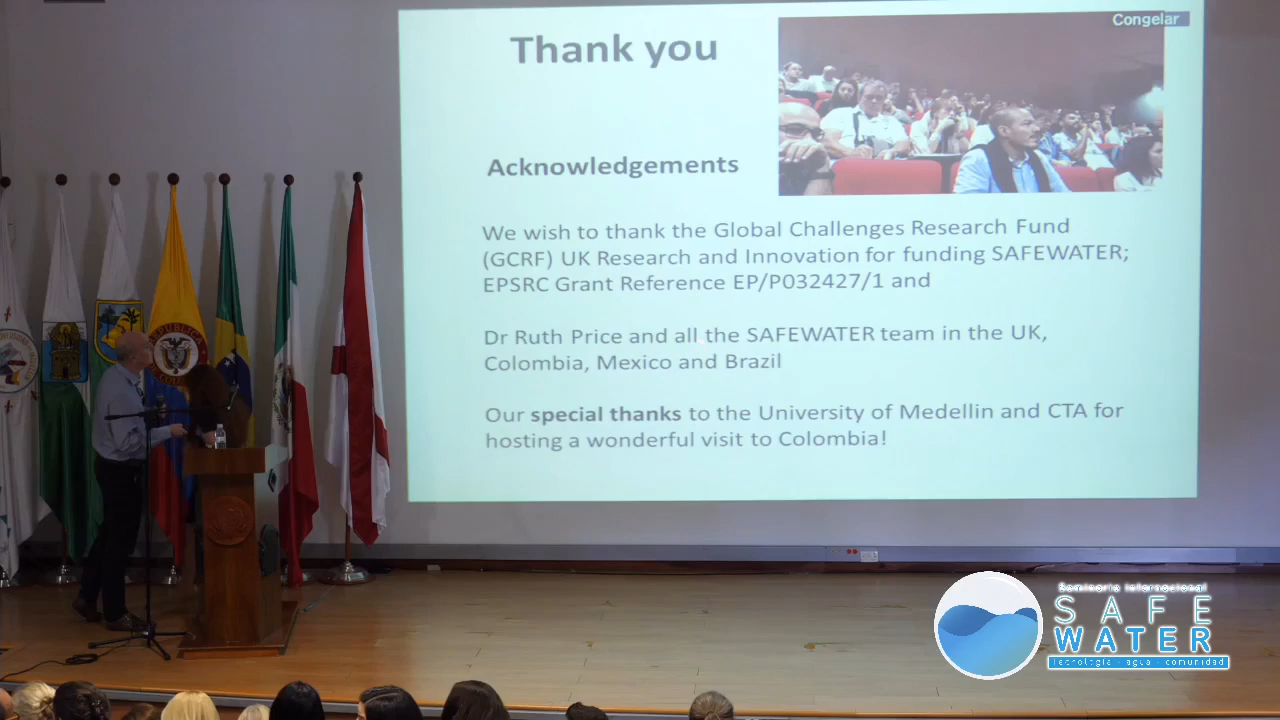 Thank you
Congelar
Acknowledgements
We wish to thank the Global Challenges Research Fund
(GCRF) UK Research and Innovation for funding SAFEWATER;
EPSRC Grant Reference EP/P032427/1 and
Dr Ruth Price and all the SAFEWATER team in the UK,
Colombia, Mexico and Brazil
Our special thanks to the University of Medellin and CTA for
hosting a wonderful visit to Colombia!
Seminario internacional
SAFE
WATER
Tecnología - agua - comunidad